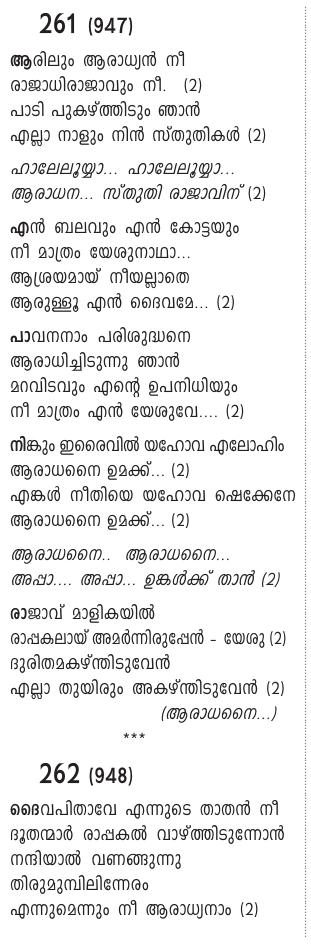 261 (947)
ആരിലും ആരാധ്യൻ നീ
രാജാധിരാജാവും നീ. (2)
പാടി പുകഴ്ത്തിടും ഞാൻ
എല്ലാ നാളും നിൻ സ്തുതികൾ (2)
ഹാലേലൂയ്യാ... ഹാലേലൂയ്യാ...
ആരാധന... സ്തുതി രാജാവിന് (2)
എൻ ബലവും എൻ കോട്ടയും
നീ മാത്രം യേശുനാഥാ...
ആശ്രയമായ് നീയല്ലാതെ
ആരുള്ളൂ എൻ ദൈവമേ... (2)
പാവനനാം പരിശുദ്ധനെ
ആരാധിച്ചിടുന്നു ഞാൻ
മറവിടവും എന്റെ ഉപനിധിയും
നീ മാത്രം എൻ യേശുവേ.... (2)
നികും ഇരൈവിൽ യഹോവ എലോഹിം
ആരാധനൈ ഉമക്ക്... (2)
എങ്കൾ നീതിയെ യഹോവ ഷെക്കേനേ
ആരാധനൈ ഉമക്ക്... (2)
ആരാധനൈ.. ആരാധനൈ...
അപ്പാ.... അപ്പാ... ഉങ്കൾക്ക് താൻ (2)
രാജാവ് മാളികയിൽ
രാപ്പകലായ് അമർന്നിരുപ്പേൻ - യേശു (2)
ദുരിതമകഴ്ന്തിടുവേൻ
എല്ലാ തുയിരും അകഴ്ന്തിടുവേൻ (2)
(ആരാധനൈ...)
***
262 (948)
ദൈവപിതാവേ എന്നുടെ താതൻ നീ
ദൂതന്മാർ രാപ്പകൽ വാഴ്ത്തിടുന്നോൻ
നന്ദിയാൽ വണങ്ങുന്നു
തിരുമുമ്പിലിന്നേരം
എന്നുമെന്നും നീ ആരാധ്യനാം (2)